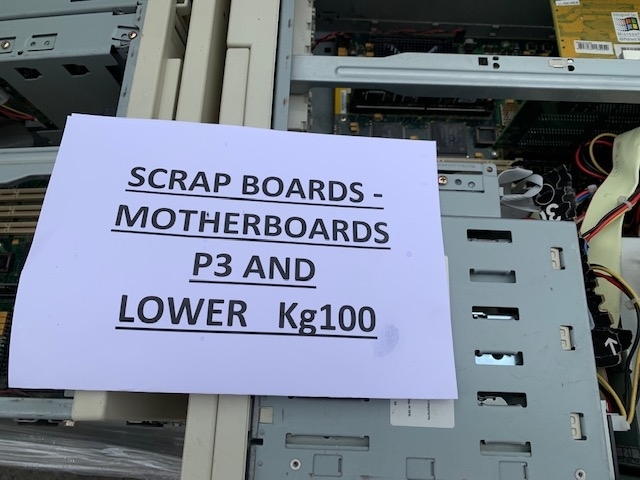 SCRAP BOARDS -
MOTHERBOARDS
P3 AND
LOWER Kg100